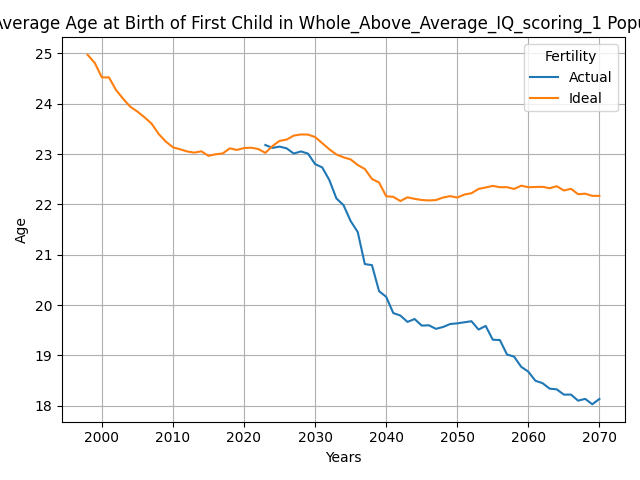 Average Age at Birth of First Child in Whole_Above_Average_IQ_scoring_1
Fertility
Actual
Ideal
25
24
23
22
21
20
19
18
Age
2000 2010 2020 2030 2040 2050 2060 2070
Years